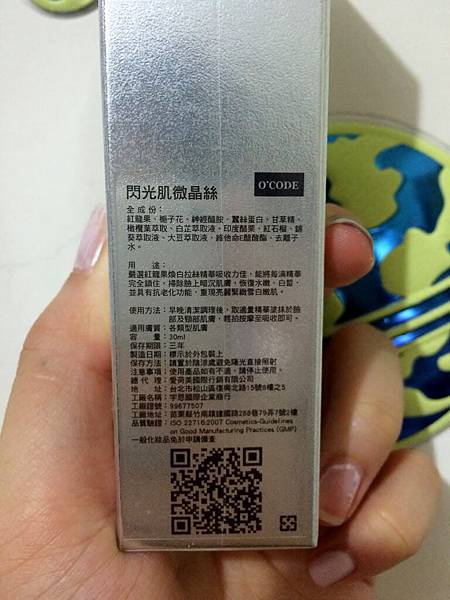 O'CODE
閃光肌微晶絲
全成份：
紅龍果、梔子花、神經醯胺、蠶絲蛋白、甘草精、
橄欖葉萃取、白芷萃取液、印度醋栗、紅石榴、錦
葵萃取液、大豆萃取液、維他命E醋酸酯、去離子
水。
用途：
嚴選紅龍果煥白拉絲精華吸收力佳，能將每滴精華
完全鎖住，掃除臉上暗沉肌膚，恢復水嫩、白皙，
並具有抗老化功能，重現亮麗緊緻雪白嫩肌。
使用方法：早晚清潔調理後，取適量精華塗抹於臉
部及頸部肌膚，輕拍按摩至吸收即可。
適用膚質：各類型肌膚
容量：30ml
保存期限：三年
製造日期：標示於外包裝上
保存方法：請置於陰涼處避免陽光直接照射
注意事項：使用產品如有不適，請停止使用。
總代理：愛菏美國際行銷有限公司
台北市松山區復興北路15號8樓之5
工廠名稱：宇恩國際企業商行
工廠證號：99677507
工廠地址：苗栗縣竹南鎮達國路288巷79弄7號2樓
品質驗證：ISO 22716:2007 Cosmetics-Guidelines
on Good Manufacturing Practices (GMP)
一般化粧品免於申請備查